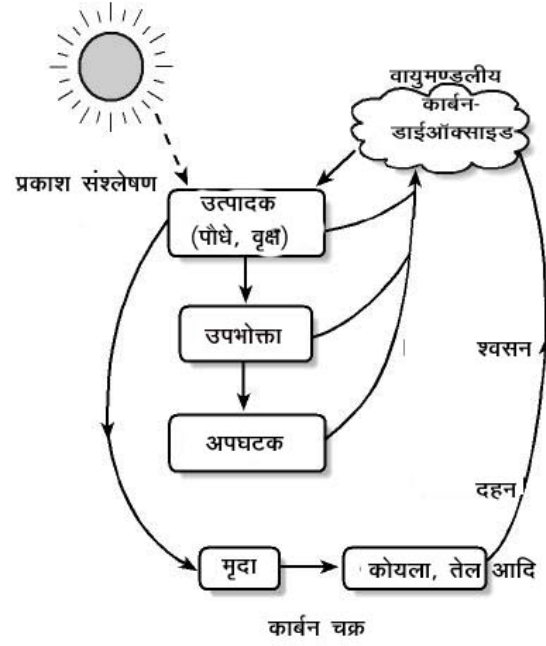 वायुमण्डलीय
कार्बन-
डाईऑक्साइड
प्रकाश संश्लेषण
उत्पादक
(पौधे, वृक्ष)
उपभोक्ता
श्वसन
अपघटक
दहन
मृदा
कोयला, तेल आदि
कार्बन चक्र